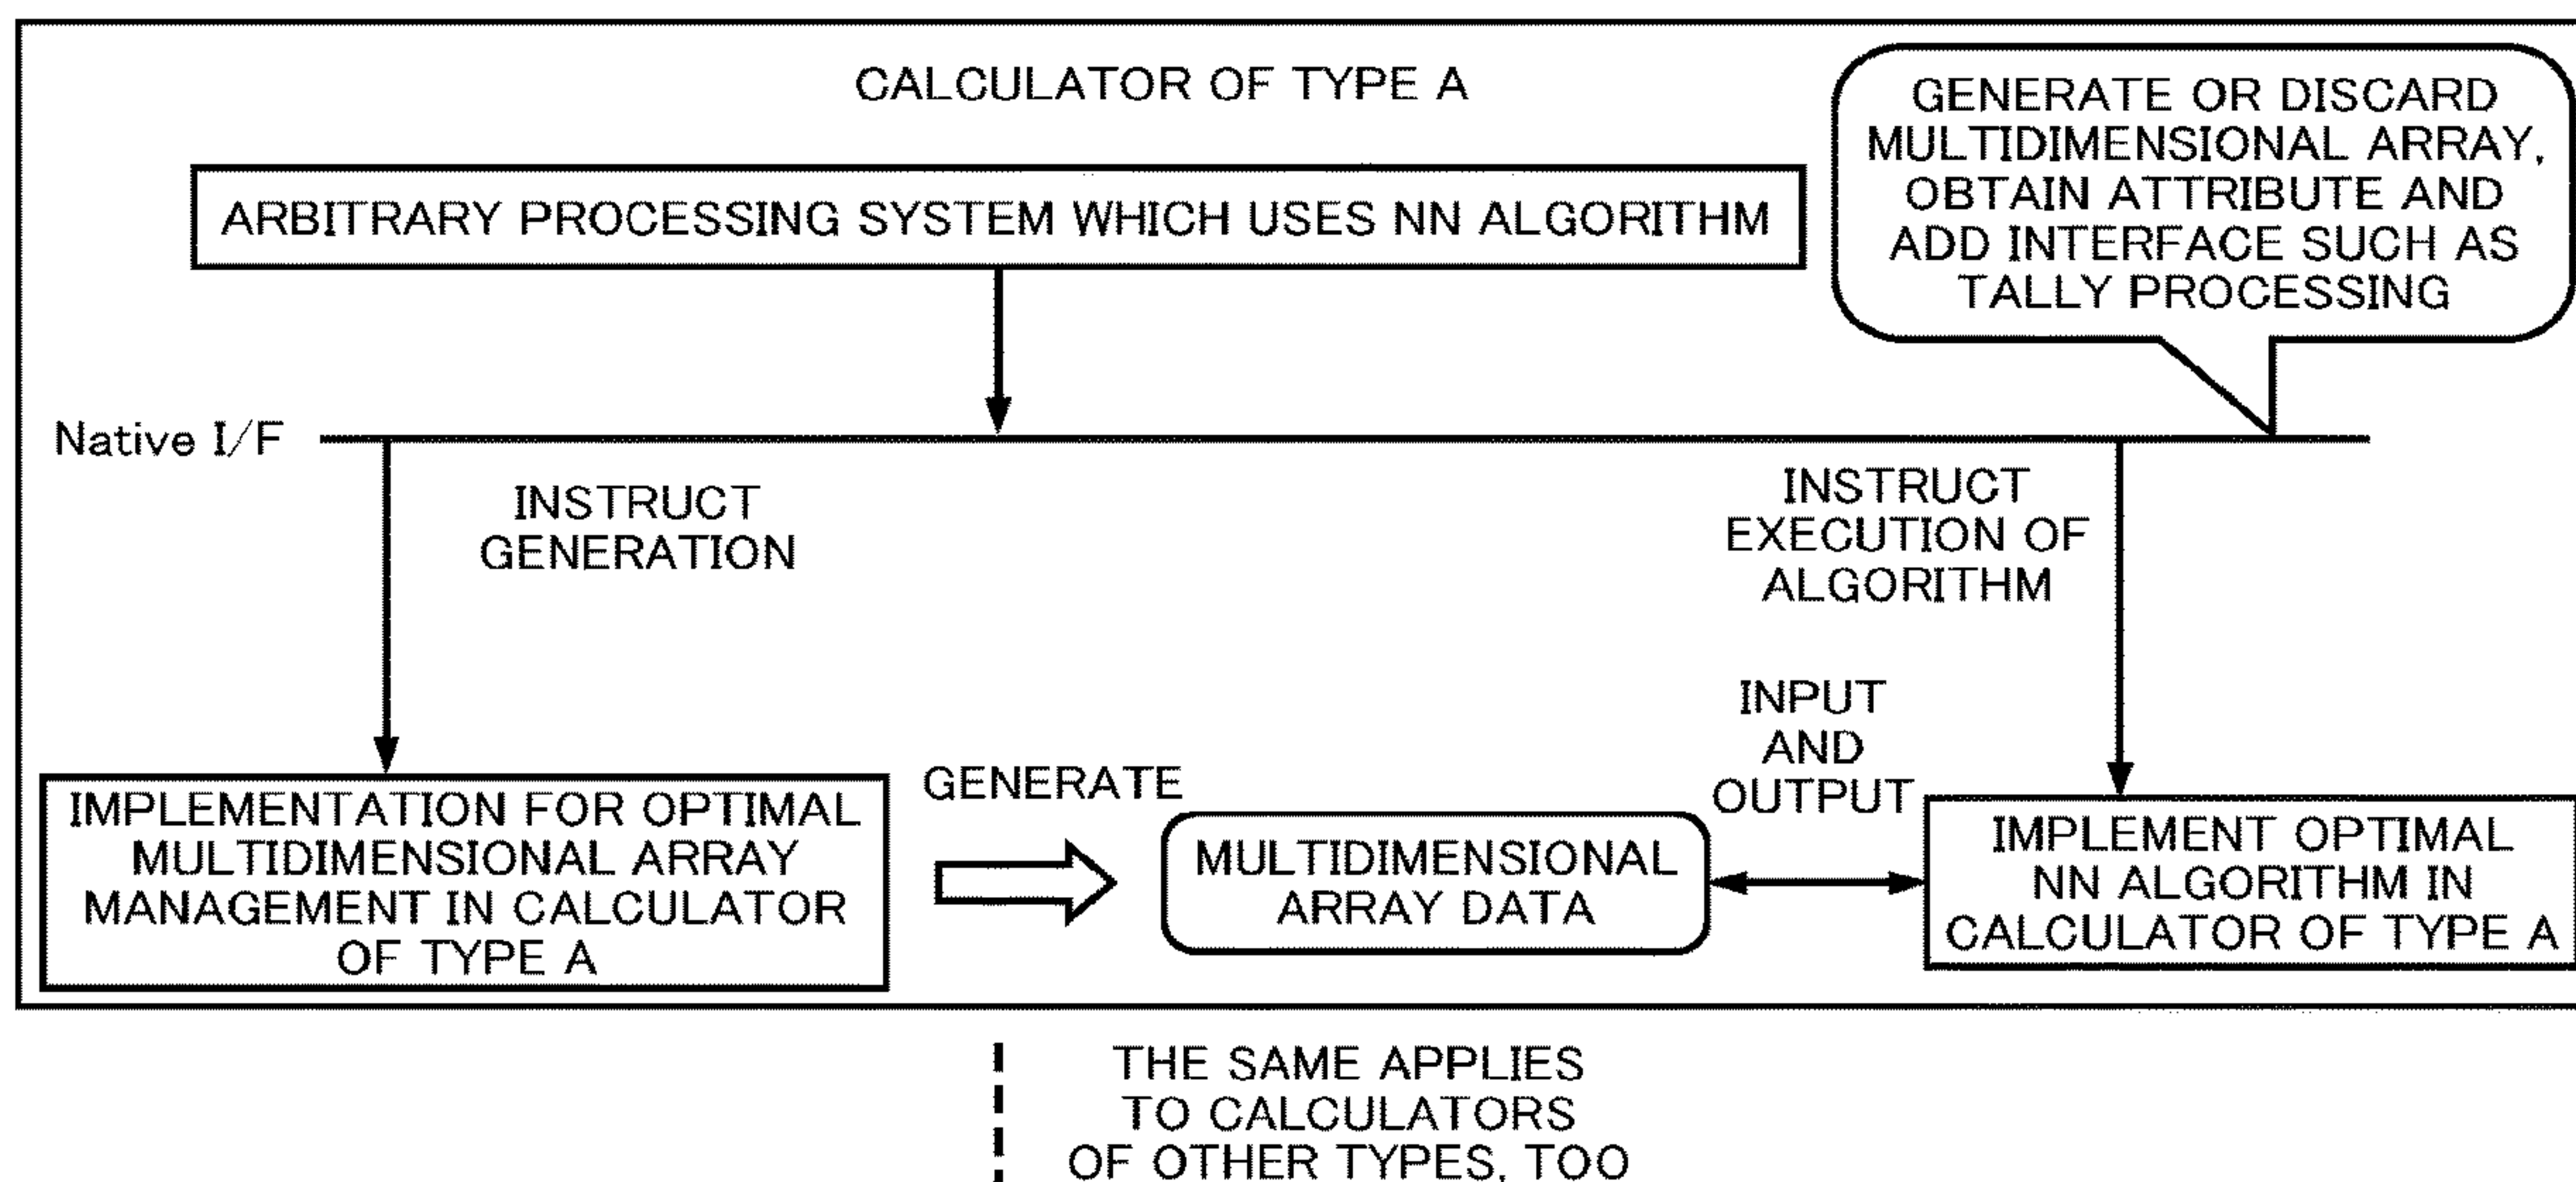 CALCULATOR OF TYPE A
GENERATE OR DISCARD
MULTIDIMENSIONAL ARRAY,
OBTAIN ATTRIBUTE AND
ADD INTERFACE SUCH AS
TALLY PROCESSING
ARBITRARY PROCESSING SYSTEM WHICH USES NN ALGORITHM
Native I/F
INSTRUCT
GENERATION
INSTRUCT
EXECUTION OF
ALGORITHM
INPUT
AND
OUTPUT
IMPLEMENTATION FOR OPTIMAL
MULTIDIMENSIONAL ARRAY
MANAGEMENT IN CALCULATOR
OF TYPE A
GENERATE
MULTIDIMENSIONAL
ARRAY DATA
IMPLEMENT OPTIMAL
NN ALGORITHM IN
CALCULATOR OF TYPE A
THE SAME APPLIES
TO CALCULATORS
OF OTHER TYPES, TOO